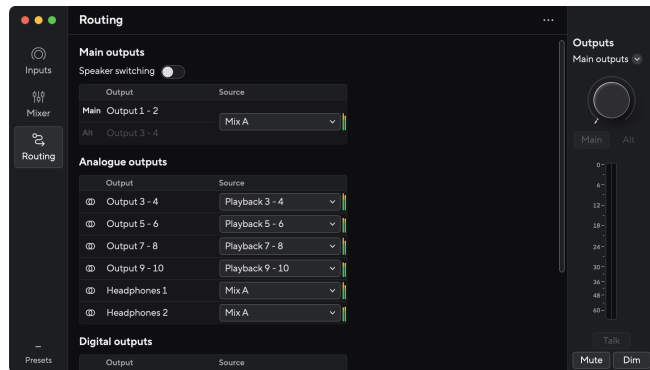 Routing
...
Inputs
Mixer
Routing
Presets
Main outputs
Speaker switching
Output Source
Main Output 1 - 2 Mix A
Alt Output 3 - 4
Analogue outputs
Output Source
Output 3 - 4 Playback 3 - 4
Output 5 - 6 Playback 5 - 6
Output 7 - 8 Playback 7 - 8
Output 9 - 10 Playback 9 - 10
Headphones 1 Mix A
Headphones 2 Mix A
Digital outputs
Output Source
Outputs
Main outputs
Main Alt
0
6
12
18
24
30
36
48
60
Talk
Mute Dim